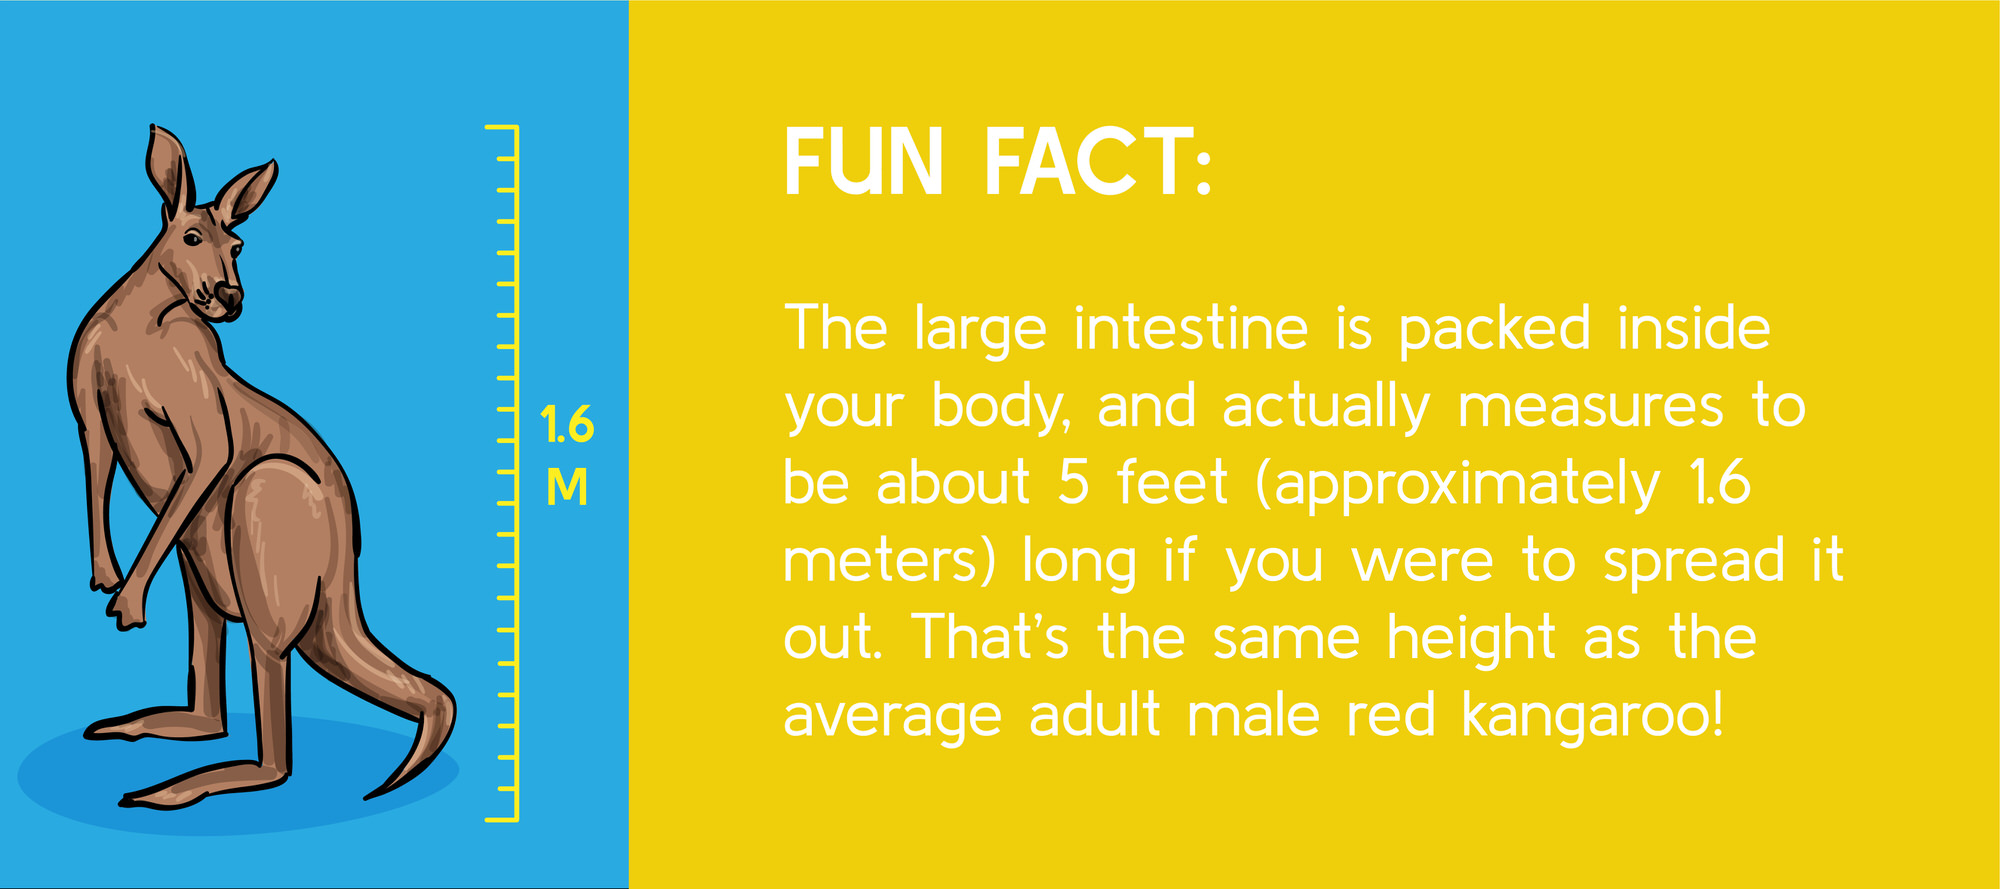 1.6
M
FUN FACT:
The large intestine is packed inside
your body, and actually measures to
be about 5 feet (approximately 1.6
meters) long if you were to spread it
out. That's the same height as the
average adult male red kangaroo!